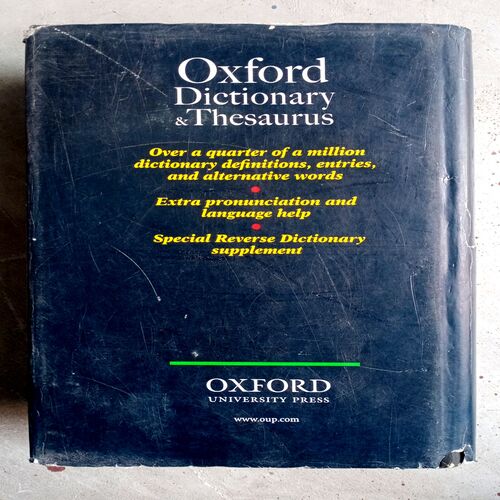 Oxford
Dictionary
& Thesaurus
Over a quarter of a million
dictionary definitions, entries,
and alternative words
Extra pronunciation and
language help
Special Reverse Dictionary
supplement
OXFORD
UNIVERSITY PRESS
www.oup.com